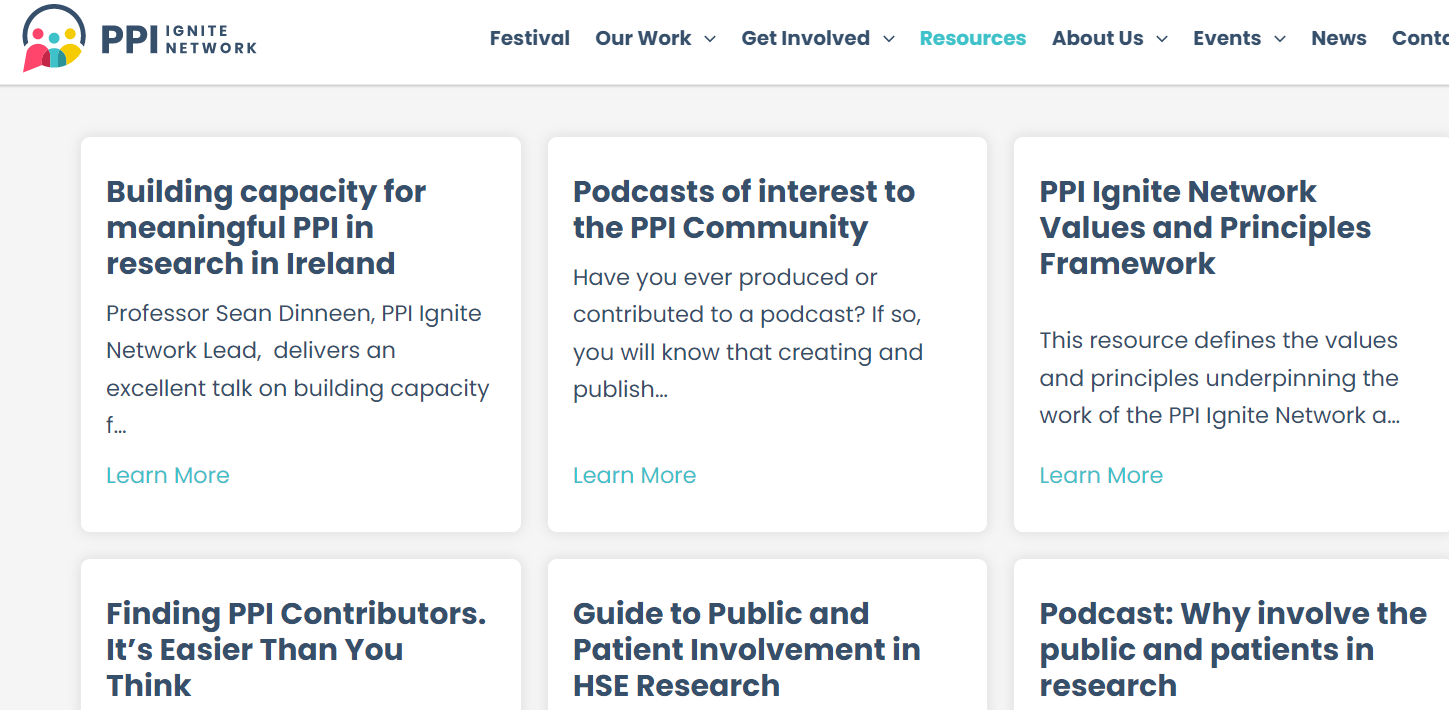 PPI IGNITE NETWORK
Festival Our Work Get Involved Resources About Us Events News
Building capacity for
meaningful PPI in
research in Ireland
Professor Sean Dinneen, PPI Ignite
Network Lead, delivers an
excellent talk on building capacity
f...
Learn More
Podcasts of interest to
the PPI Community
Have you ever produced or
contributed to a podcast? If so,
you will know that creating and
publish...
Learn More
PPI Ignite Network
Values and Principles
Framework
This resource defines the values
and principles underpinning the
work of the PPI Ignite Network a...
Learn More
Finding PPI Contributors.
It’s Easier Than You
Think
Guide to Public and
Patient Involvement in
HSE Research
Podcast: Why involve the
public and patients in
research